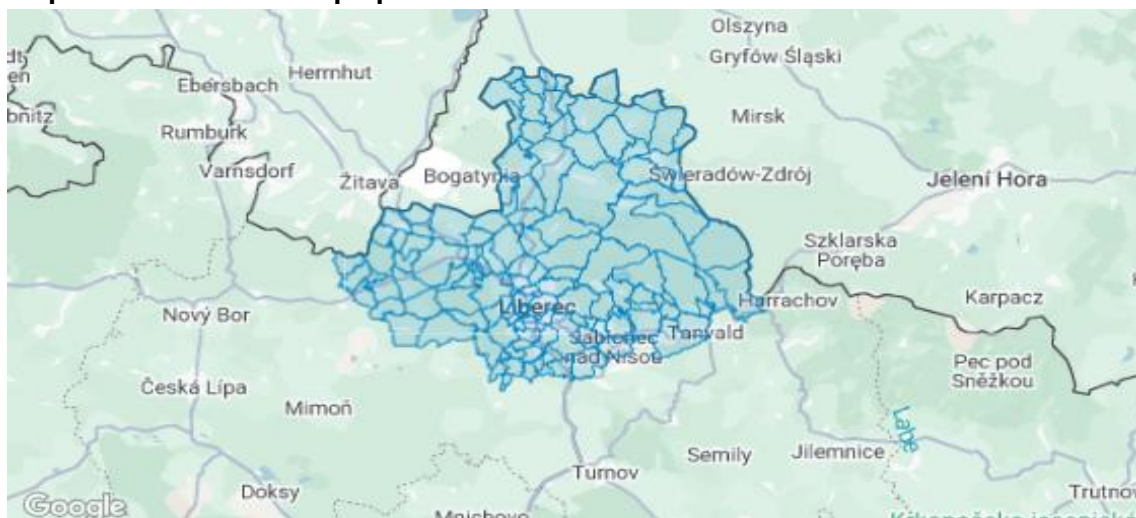 Olszyna
Gryfów Śląski
Herrnhut
Ebersbach
Rumburk
Mirsk
Varnsdorf
Žitava
Bogatynia
Świeradów-Zdrój
Jelení Hora
Szklarska
Poręba
Harrachov
Karpacz
Nový Bor
Liberec
Jablonec
nad Nisou
Tanvald
Pec pod
Sněžkou
Česká Lípa
Mimoň
Labe
Semily
Jilemnice
Turnov
Doksy
Google